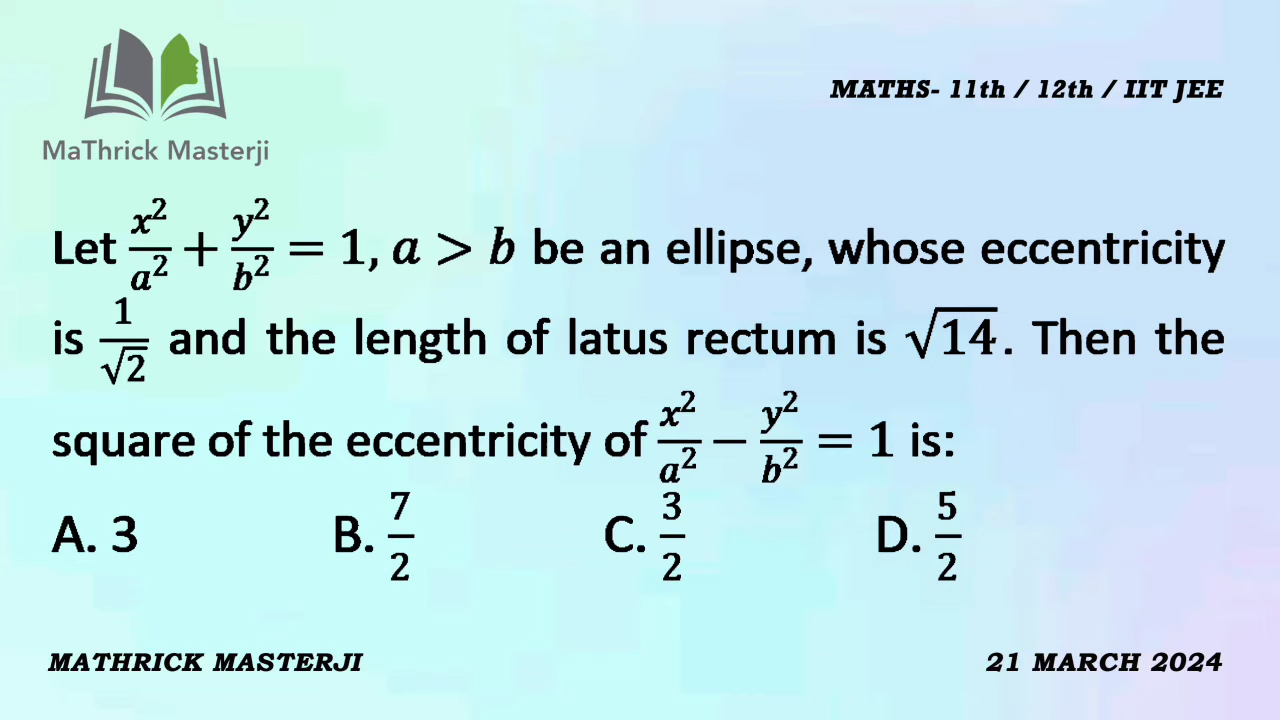 MaThrick Masterji
MATHS- 11th / 12th / IIT JEE
Let x²/a² + y²/b² = 1, a > b be an ellipse, whose eccentricity
is 1/√2 and the length of latus rectum is √14. Then the
square of the eccentricity of x²/a² − y²/b² = 1 is:
A. 3 B. 7/2 C. 3/2 D. 5/2
MATHRICK MASTERJI 21 MARCH 2024